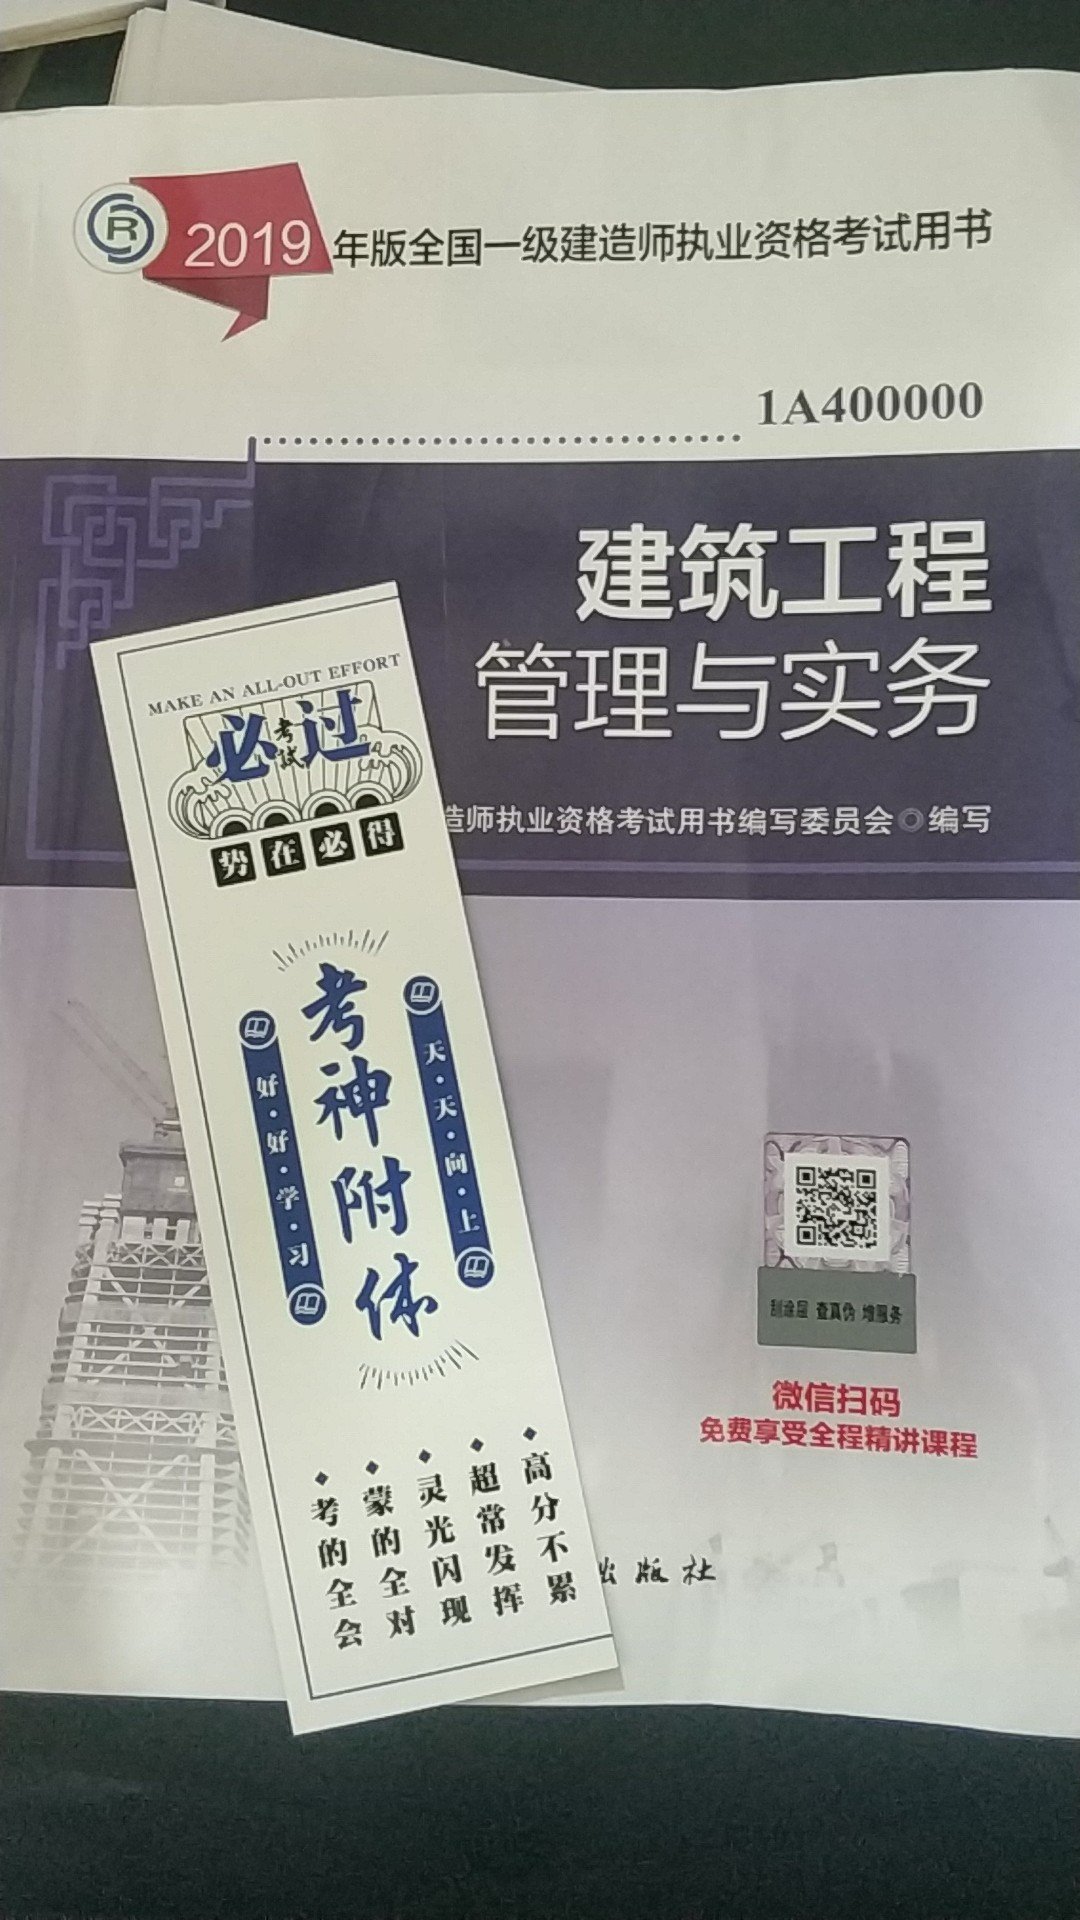 R
2019 年版全国一级建造师执业资格考试用书
1A400000
建筑工程
管理与实务
造师执业资格考试用书编写委员会◎编写
MAKE AN ALL-OUT EFFORT
必考试过
势在必得
考神附体
好·好·学·习
天·天·向·上
考的全会
蒙的全对
灵光闪现
超常发挥
高分不累
刮涂层 查真伪 增服务
微信扫码
免费享受全程精讲课程
出版社